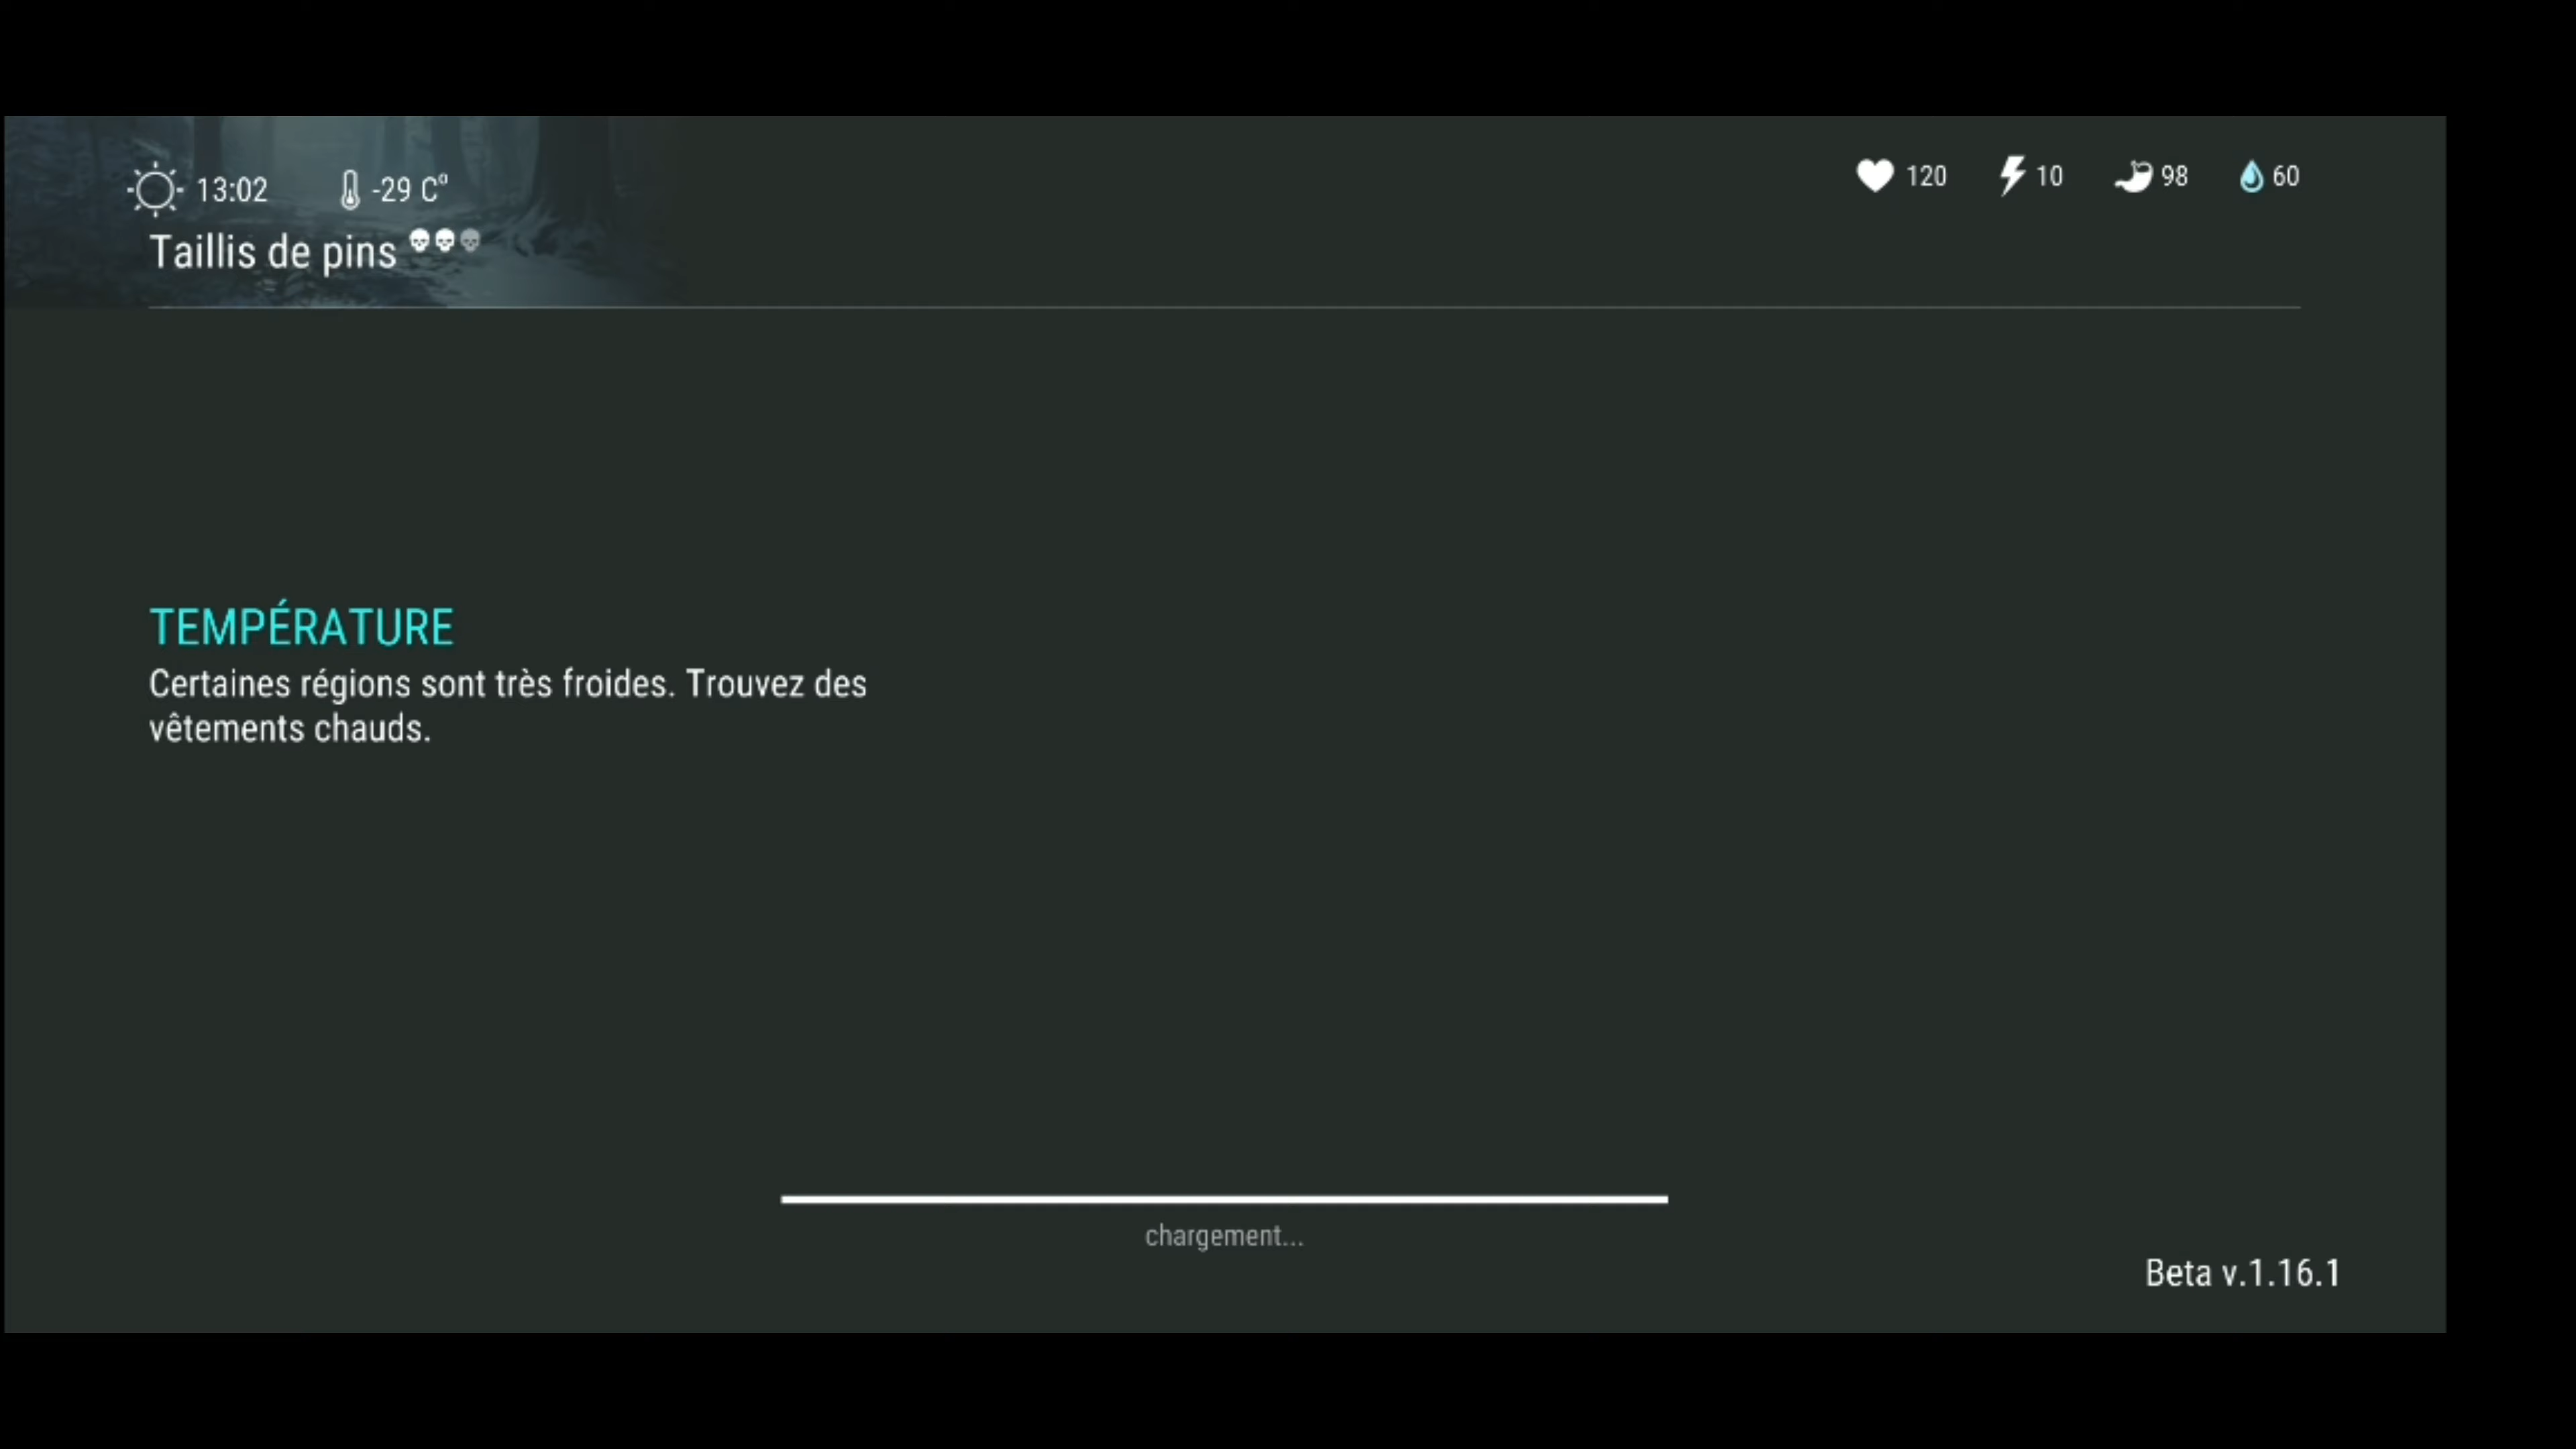 13:02 -29 C°
120 10 98 60
Taillis de pins
TEMPÉRATURE
Certaines régions sont très froides. Trouvez des
vêtements chauds.
chargement...
Beta v.1.16.1